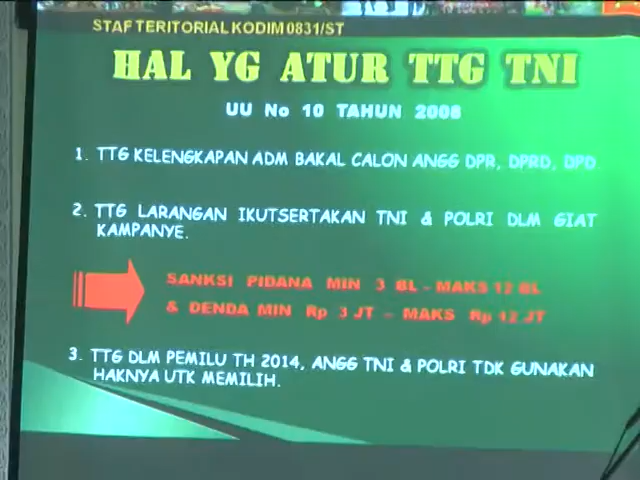 STAF TERITORIAL KODIM 0831/ST
HAL YG ATUR TTG TNI
UU No 10 TAHUN 2008
1. TTG KELENGKAPAN ADM BAKAL CALON ANGG DPR, DPRD, DPD.
2. TTG LARANGAN IKUTSERTAKAN TNI & POLRI DLM GIAT
KAMPANYE.
SANKSI PIDANA MIN 3 BL - MAKS 12 BL
& DENDA MIN Rp 3 JT - MAKS Rp 12 JT
3. TTG DLM PEMILU TH 2014, ANGG TNI & POLRI TDK GUNAKAN
HAKNYA UTK MEMILIH.